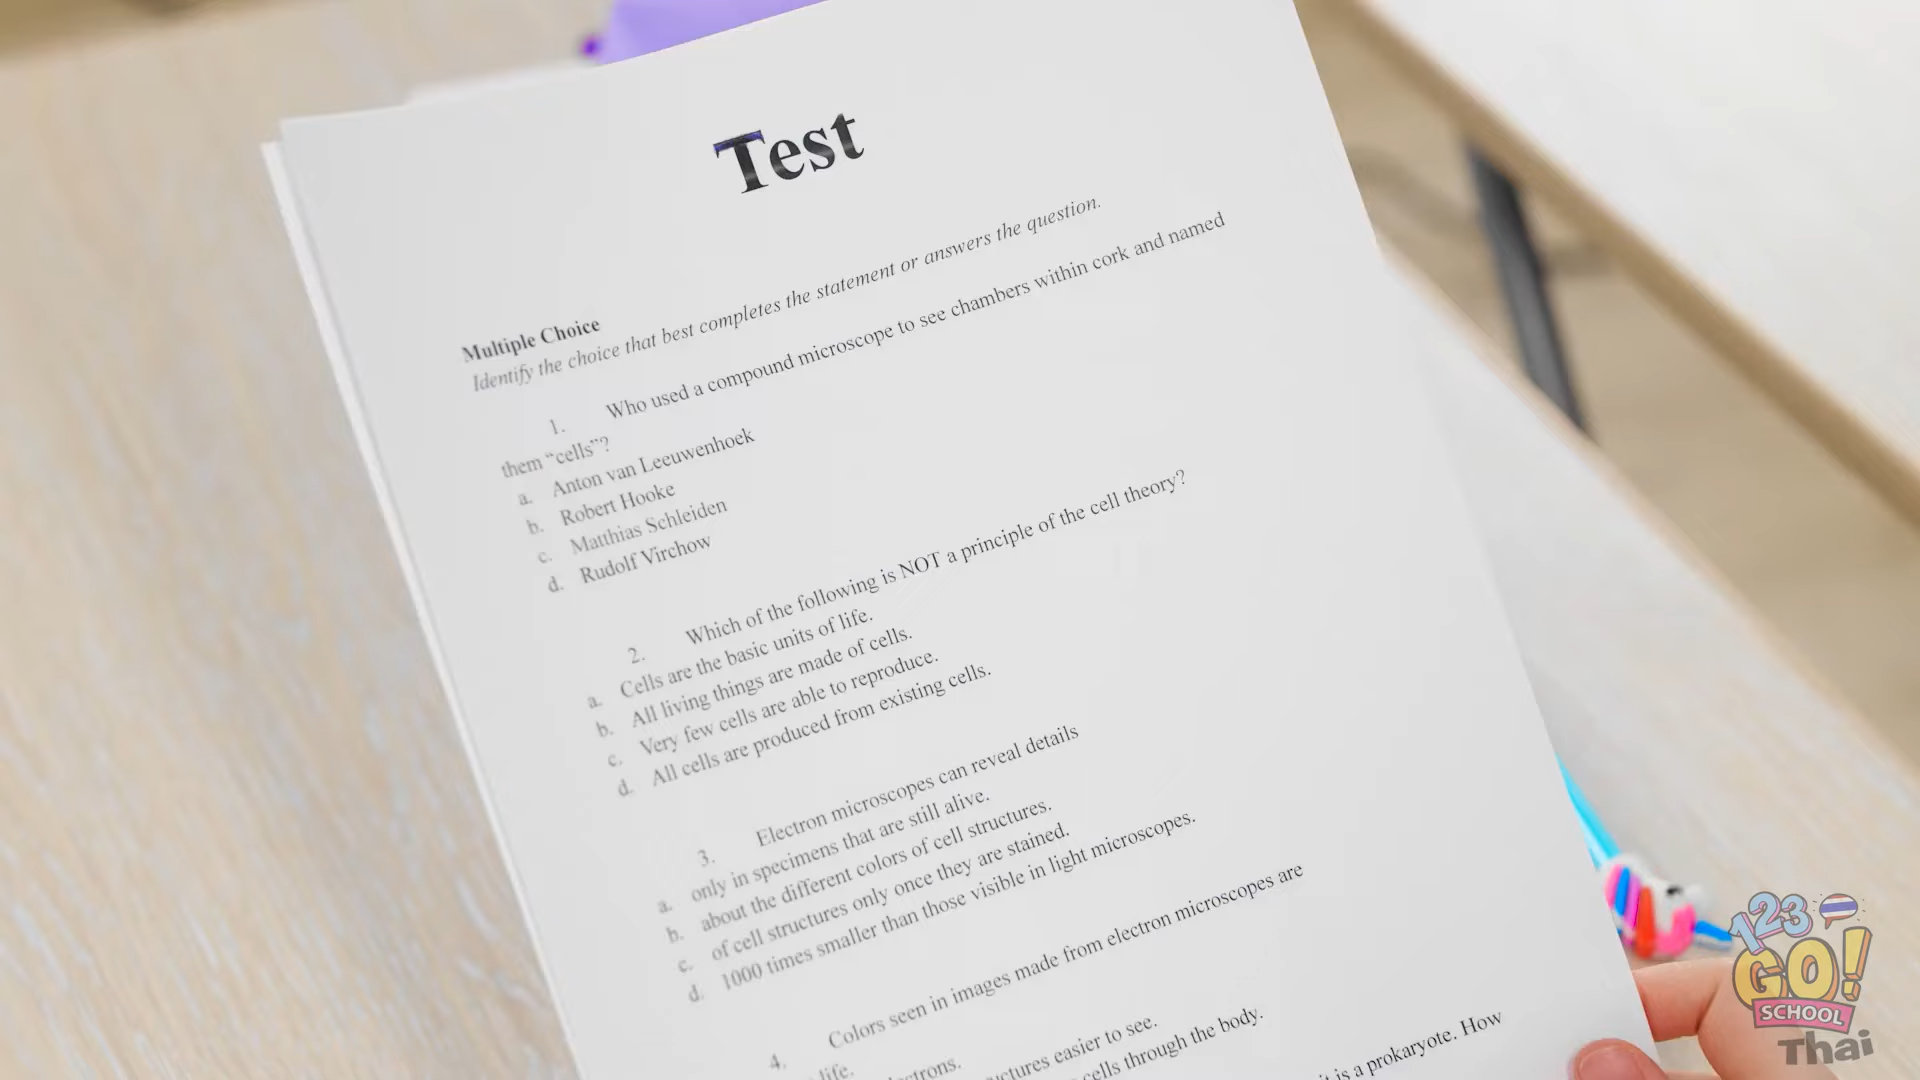 Test
Multiple Choice
Identify the choice that best completes the statement or answers the question.
1. Who used a compound microscope to see chambers within cork and named
them “cells”?
a. Anton van Leeuwenhoek
b. Robert Hooke
c. Matthias Schleiden
d. Rudolf Virchow
2. Which of the following is NOT a principle of the cell theory?
a. Cells are the basic units of life.
b. All living things are made of cells.
c. Very few cells are able to reproduce.
d. All cells are produced from existing cells.
3. Electron microscopes can reveal details
a. only in specimens that are still alive.
b. about the different colors of cell structures.
c. of cell structures only once they are stained.
d. 1000 times smaller than those visible in light microscopes.
4. Colors seen in images made from electron microscopes are
life.
easier to see.
cells through the body.
it is a prokaryote. How
123
GO!
SCHOOL
Thai